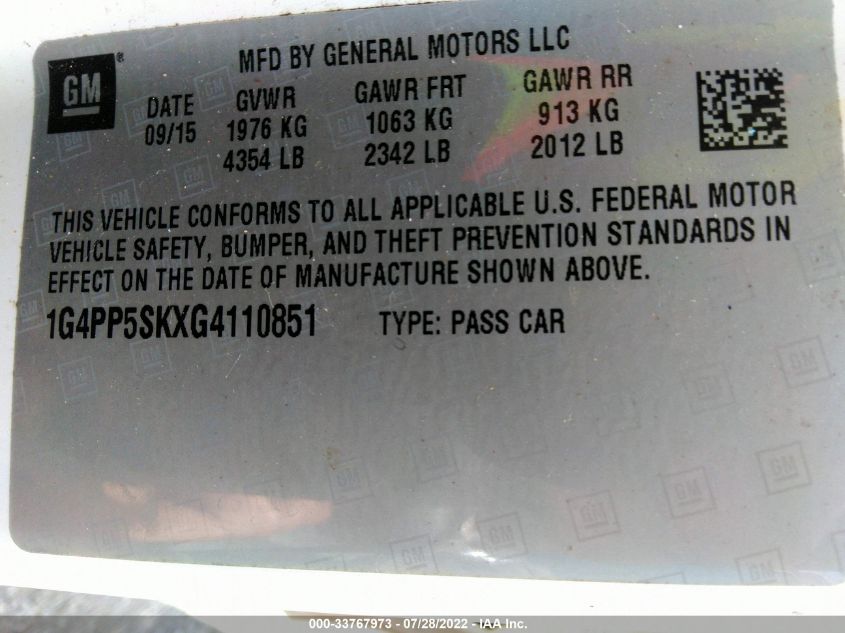 GM®
MFD BY GENERAL MOTORS LLC
DATE GVWR GAWR FRT GAWR RR
09/15 1976 KG 1063 KG 913 KG
4354 LB 2342 LB 2012 LB
THIS VEHICLE CONFORMS TO ALL APPLICABLE U.S. FEDERAL MOTOR
VEHICLE SAFETY, BUMPER, AND THEFT PREVENTION STANDARDS IN
EFFECT ON THE DATE OF MANUFACTURE SHOWN ABOVE.
1G4PP5SKXG4110851 TYPE: PASS CAR
000-33767973 - 07/28/2022 - IAA Inc.